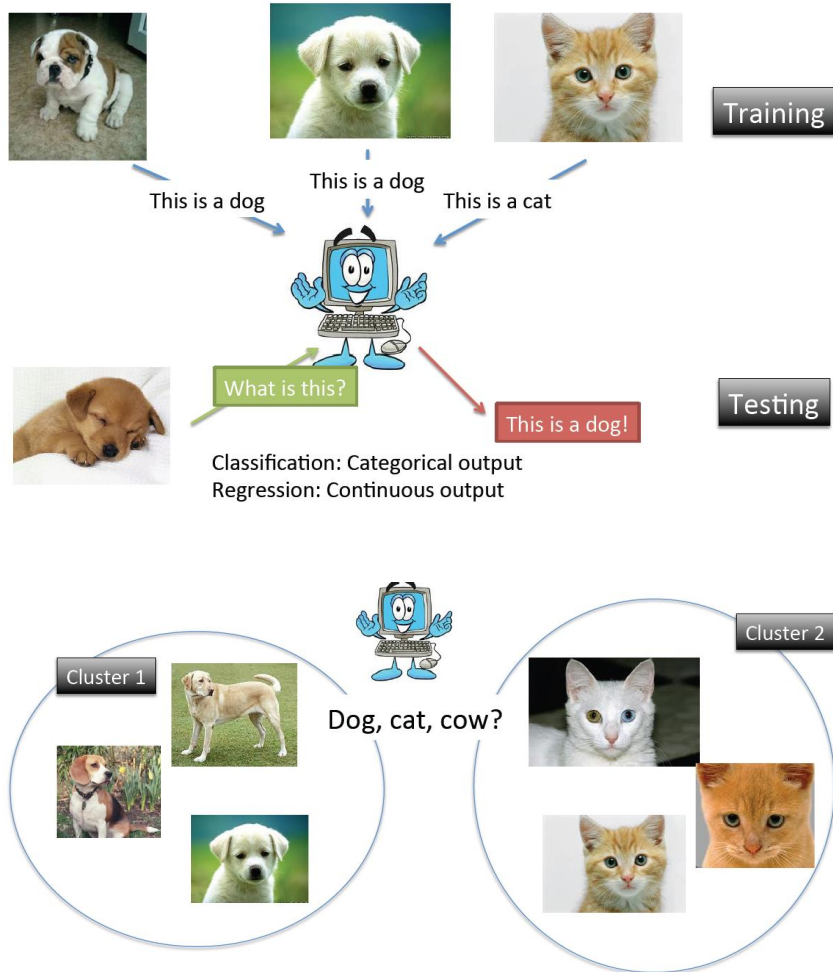 Training
This is a dog
This is a dog
This is a cat
What is this?
This is a dog!
Testing
Classification: Categorical output
Regression: Continuous output
Cluster 1
Cluster 2
Dog, cat, cow?